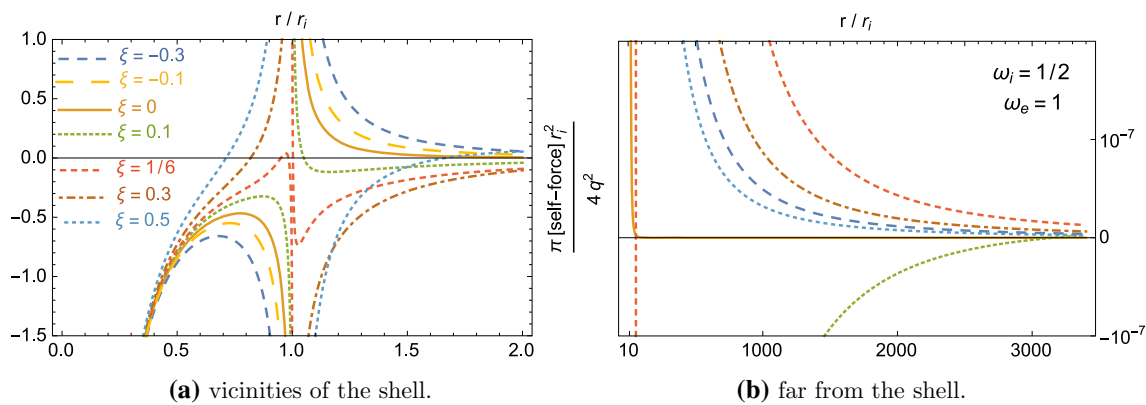 r / r_i
1.0
0.5
0.0
-0.5
-1.0
-1.5
ξ = -0.3
ξ = -0.1
ξ = 0
ξ = 0.1
ξ = 1/6
ξ = 0.3
ξ = 0.5
0.0 0.5 1.0 1.5 2.0
(a) vicinities of the shell.
r / r_i
π [self-force] r_i^2
4 q^2
ω_i = 1/2
ω_e = 1
10^-7
0
-10^-7
10 1000 2000 3000
(b) far from the shell.